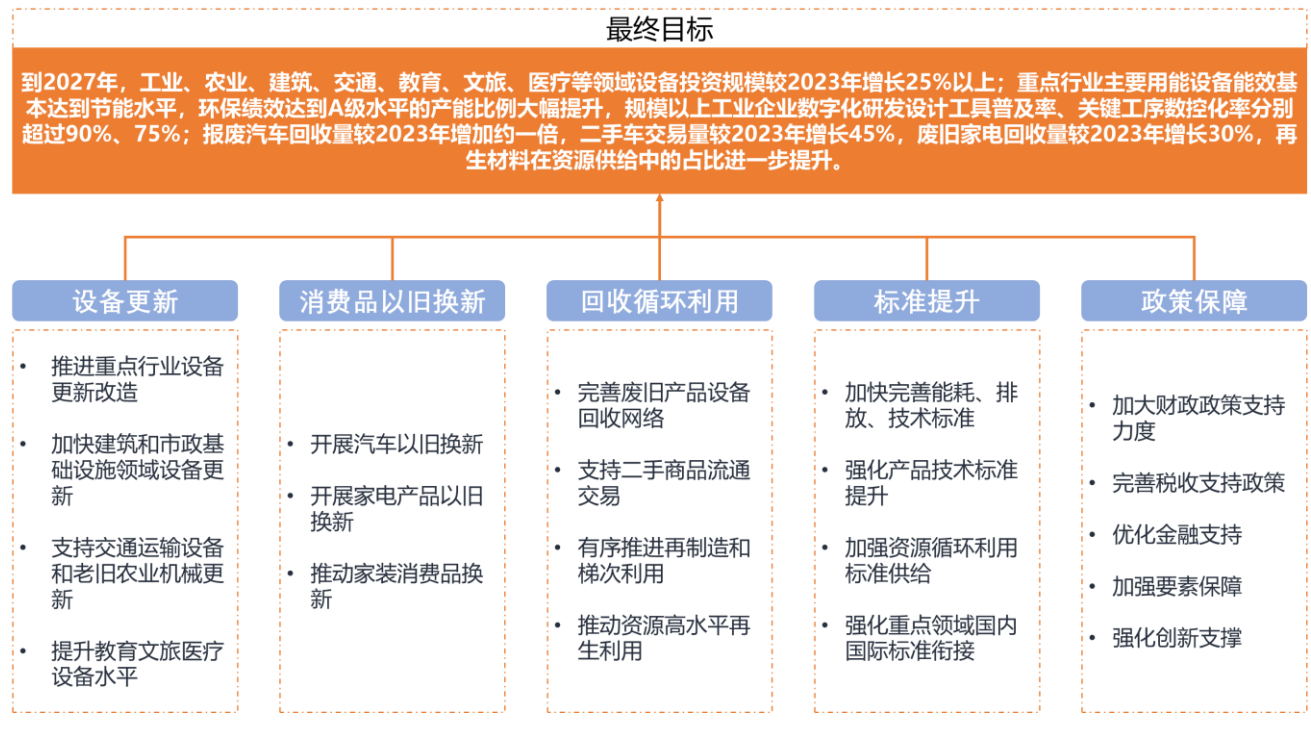 最终目标
到2027年，工业、农业、建筑、交通、教育、文旅、医疗等领域设备投资规模较2023年增长25%以上；重点行业主要用能设备能效基
本达到节能水平，环保绩效达到A级水平的产能比例大幅提升，规模以上工业企业数字化研发设计工具普及率、关键工序数控化率分别
超过90%、75%；报废汽车回收量较2023年增加约一倍，二手车交易量较2023年增长45%，废旧家电回收量较2023年增长30%，再
生材料在资源供给中的占比进一步提升。
设备更新
• 推进重点行业设备
更新改造
• 加快建筑和市政基
础设施领域设备更
新
• 支持交通运输设备
和老旧农业机械更
新
• 提升教育文旅医疗
设备水平
消费品以旧换新
• 开展汽车以旧换新
• 开展家电产品以旧
换新
• 推动家装消费品换
新
回收循环利用
• 完善废旧产品设备
回收网络
• 支持二手商品流通
交易
• 有序推进再制造和
梯次利用
• 推动资源高水平再
生利用
标准提升
• 加快完善能耗、排
放、技术标准
• 强化产品技术标准
提升
• 加强资源循环利用
标准供给
• 强化重点领域国内
国际标准衔接
政策保障
• 加大财政政策支持
力度
• 完善税收支持政策
• 优化金融支持
• 加强要素保障
• 强化创新支撑